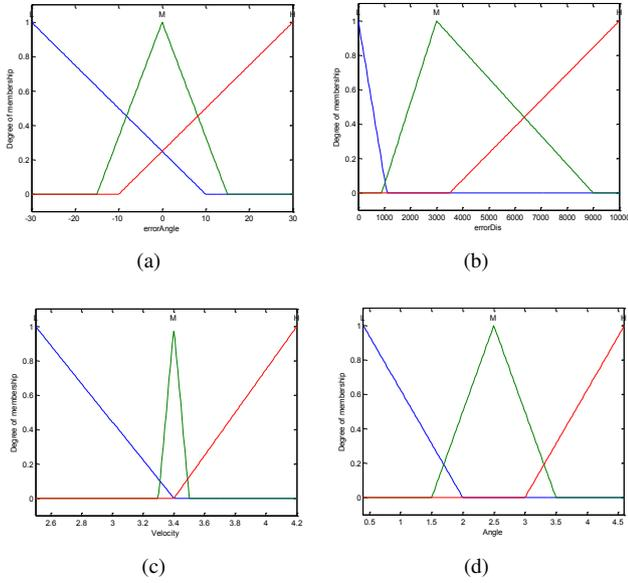 L M H
1
0.8
0.6
0.4
0.2
0
Degree of membership
-30 -20 -10 0 10 20 30
errorAngle
(a)
L M H
1
0.8
0.6
0.4
0.2
0
Degree of membership
0 1000 2000 3000 4000 5000 6000 7000 8000 9000 10000
errorDis
(b)
L M H
1
0.8
0.6
0.4
0.2
0
Degree of membership
2.6 2.8 3 3.2 3.4 3.6 3.8 4 4.2
Velocity
(c)
L M H
1
0.8
0.6
0.4
0.2
0
Degree of membership
0.5 1 1.5 2 2.5 3 3.5 4 4.5
Angle
(d)